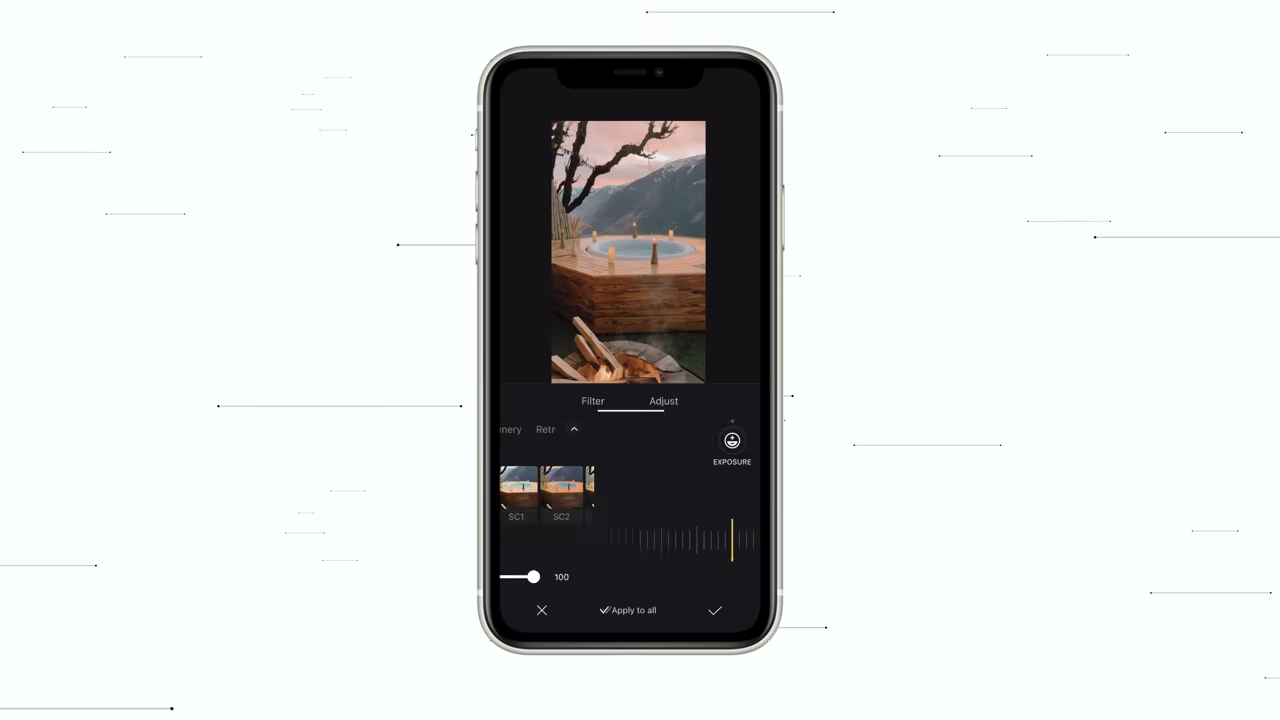 Filter Adjust
enery Retr
EXPOSURE
SC1 SC2
100
Apply to all